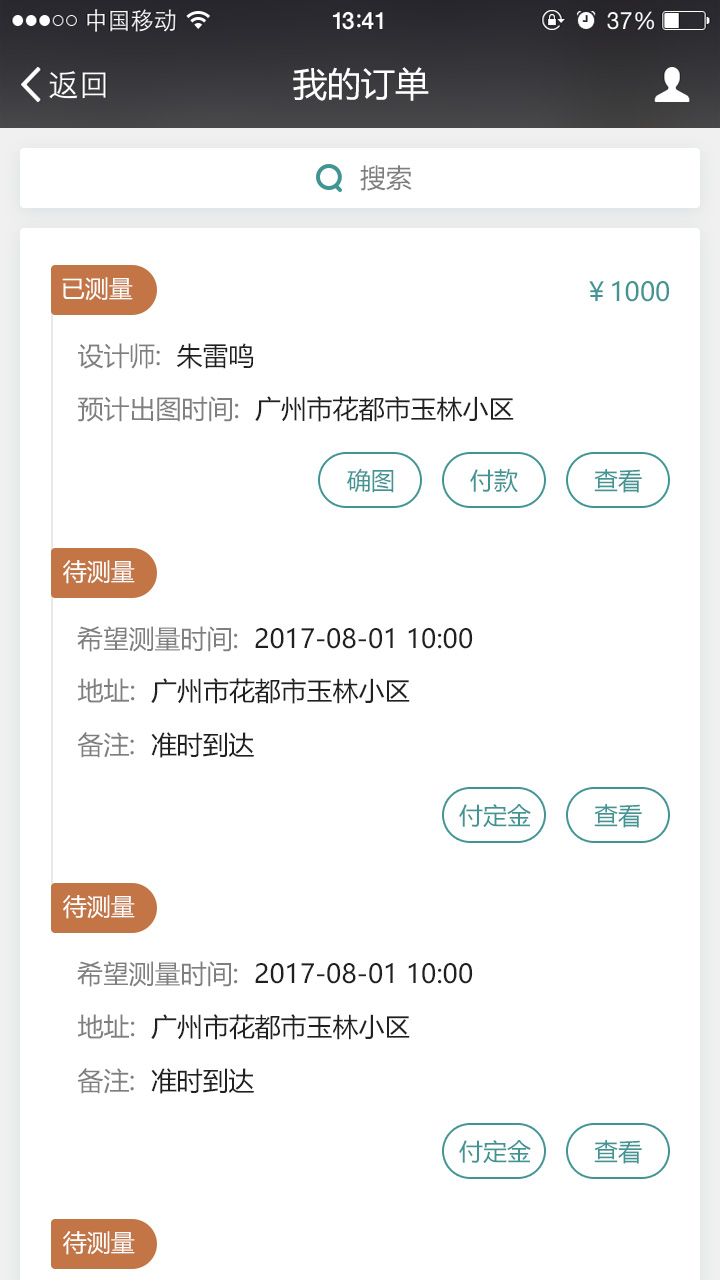 中国移动 13:41 37%
返回 我的订单
搜索
已测量 ¥1000
设计师: 朱雷鸣
预计出图时间: 广州市花都市玉林小区
确图 付款 查看
待测量
希望测量时间: 2017-08-01 10:00
地址: 广州市花都市玉林小区
备注: 准时到达
付定金 查看
待测量
希望测量时间: 2017-08-01 10:00
地址: 广州市花都市玉林小区
备注: 准时到达
付定金 查看
待测量